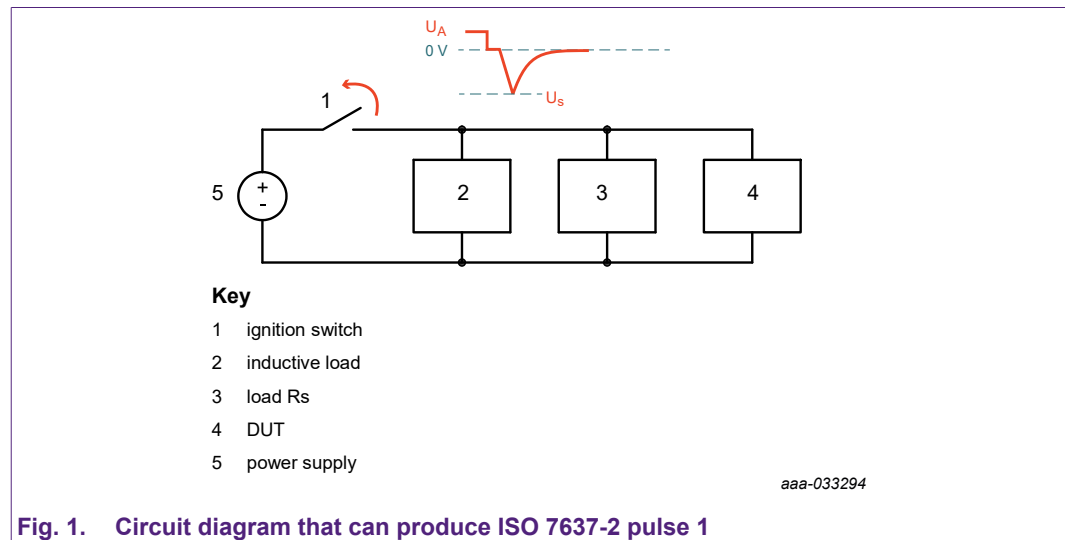 U_A
0 V
U_s
1
5
+
-
2
3
4
Key
1 ignition switch
2 inductive load
3 load Rs
4 DUT
5 power supply
aaa-033294
Fig. 1. Circuit diagram that can produce ISO 7637-2 pulse 1